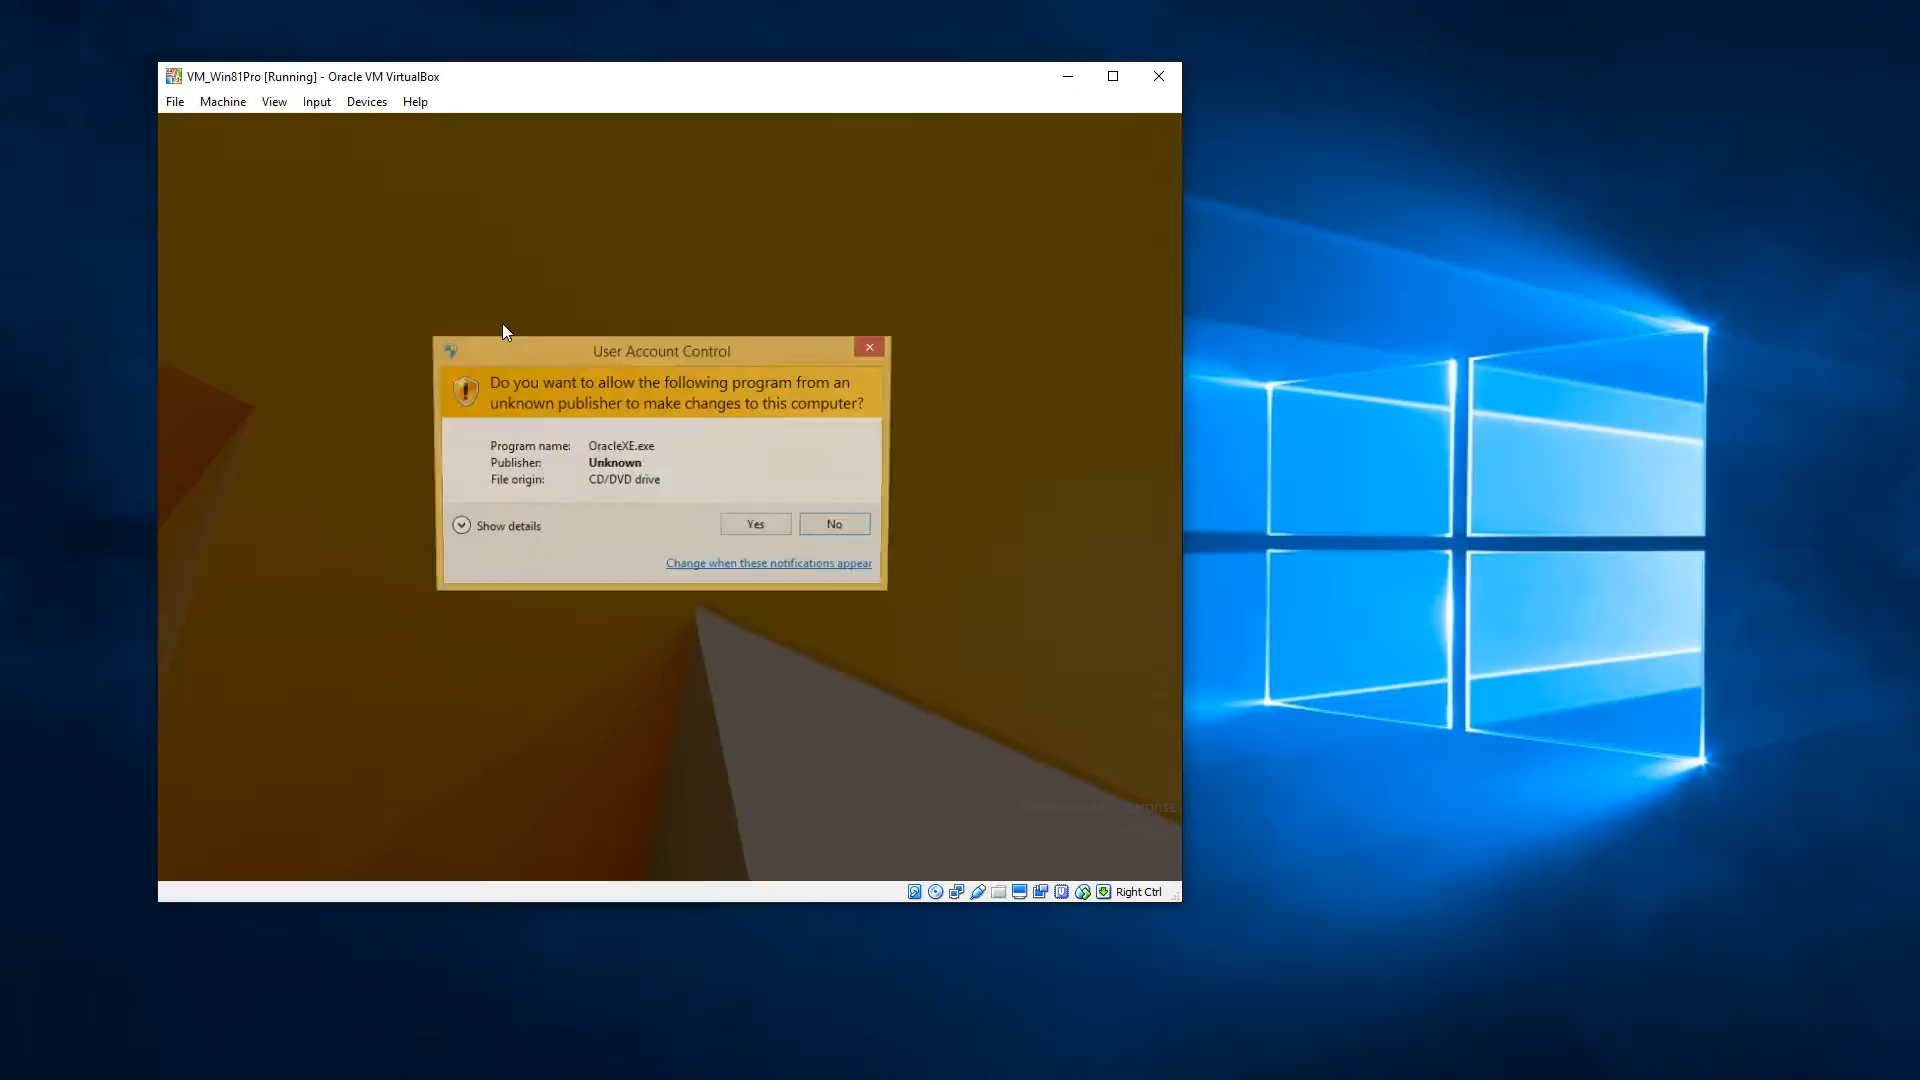 VM_Win81Pro [Running] - Oracle VM VirtualBox
File Machine View Input Devices Help
User Account Control
Do you want to allow the following program from an
unknown publisher to make changes to this computer?
Program name: OracleXE.exe
Publisher: Unknown
File origin: CD/DVD drive
Show details
Yes No
Change when these notifications appear
Right Ctrl